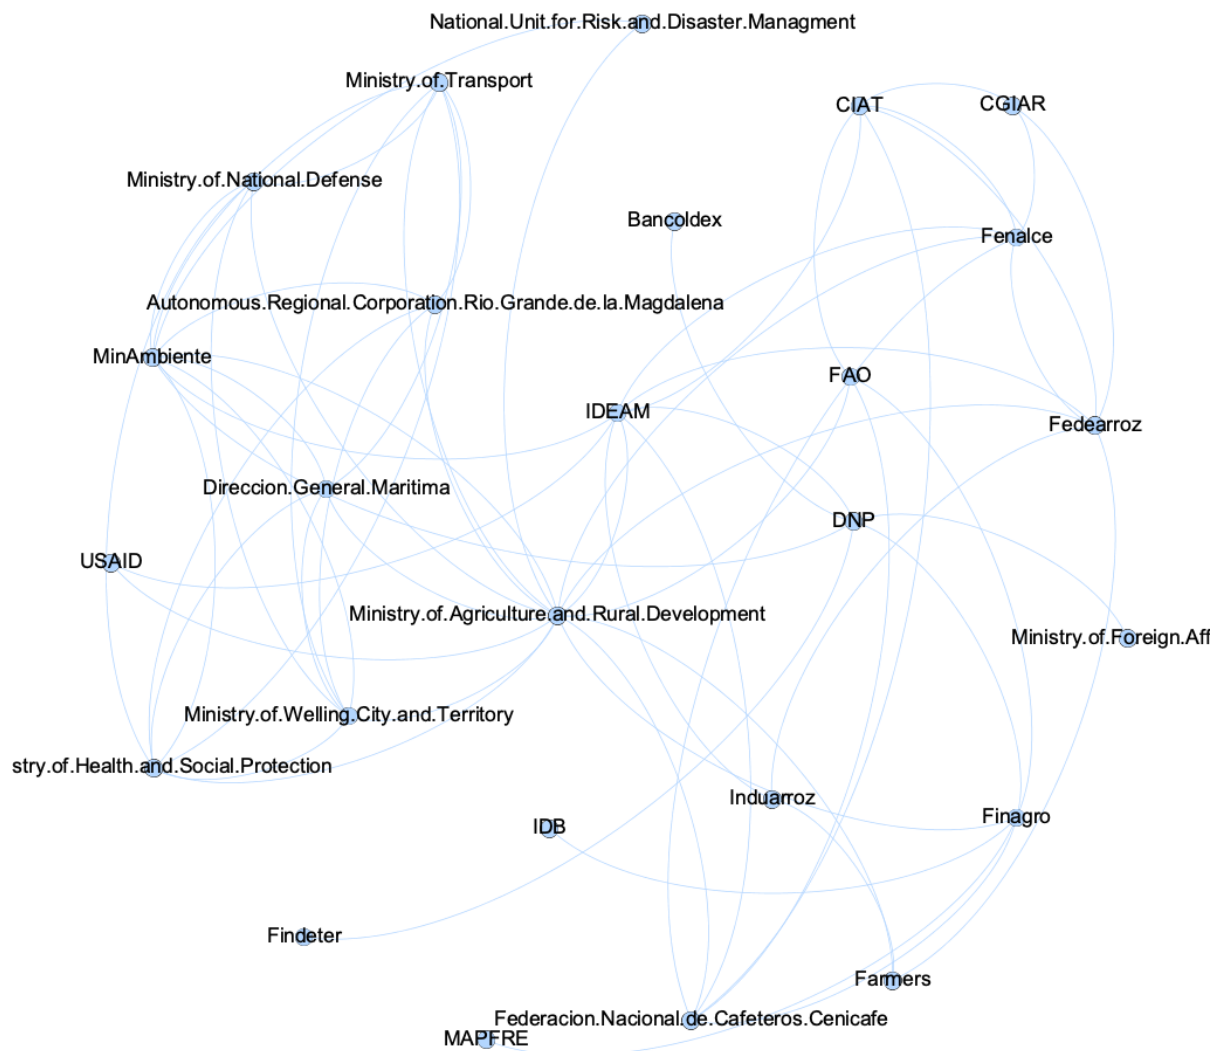 National.Unit.for.Risk.and.Disaster.Managment
Ministry.of.Transport
CIAT
CGIAR
Ministry.of.National.Defense
Bancoldex
Fenalce
Autonomous.Regional.Corporation.Rio.Grande.de.la.Magdalena
MinAmbiente
FAO
IDEAM
Fedearroz
Direccion.General.Maritima
DNP
USAID
Ministry.of.Agriculture.and.Rural.Development
Ministry.of.Foreign.Aff
Ministry.of.Welling.City.and.Territory
stry.of.Health.and.Social.Protection
Induarroz
Finagro
IDB
Findeter
Farmers
Federacion.Nacional.de.Cafeteros.Cenicafe
MAPFRE